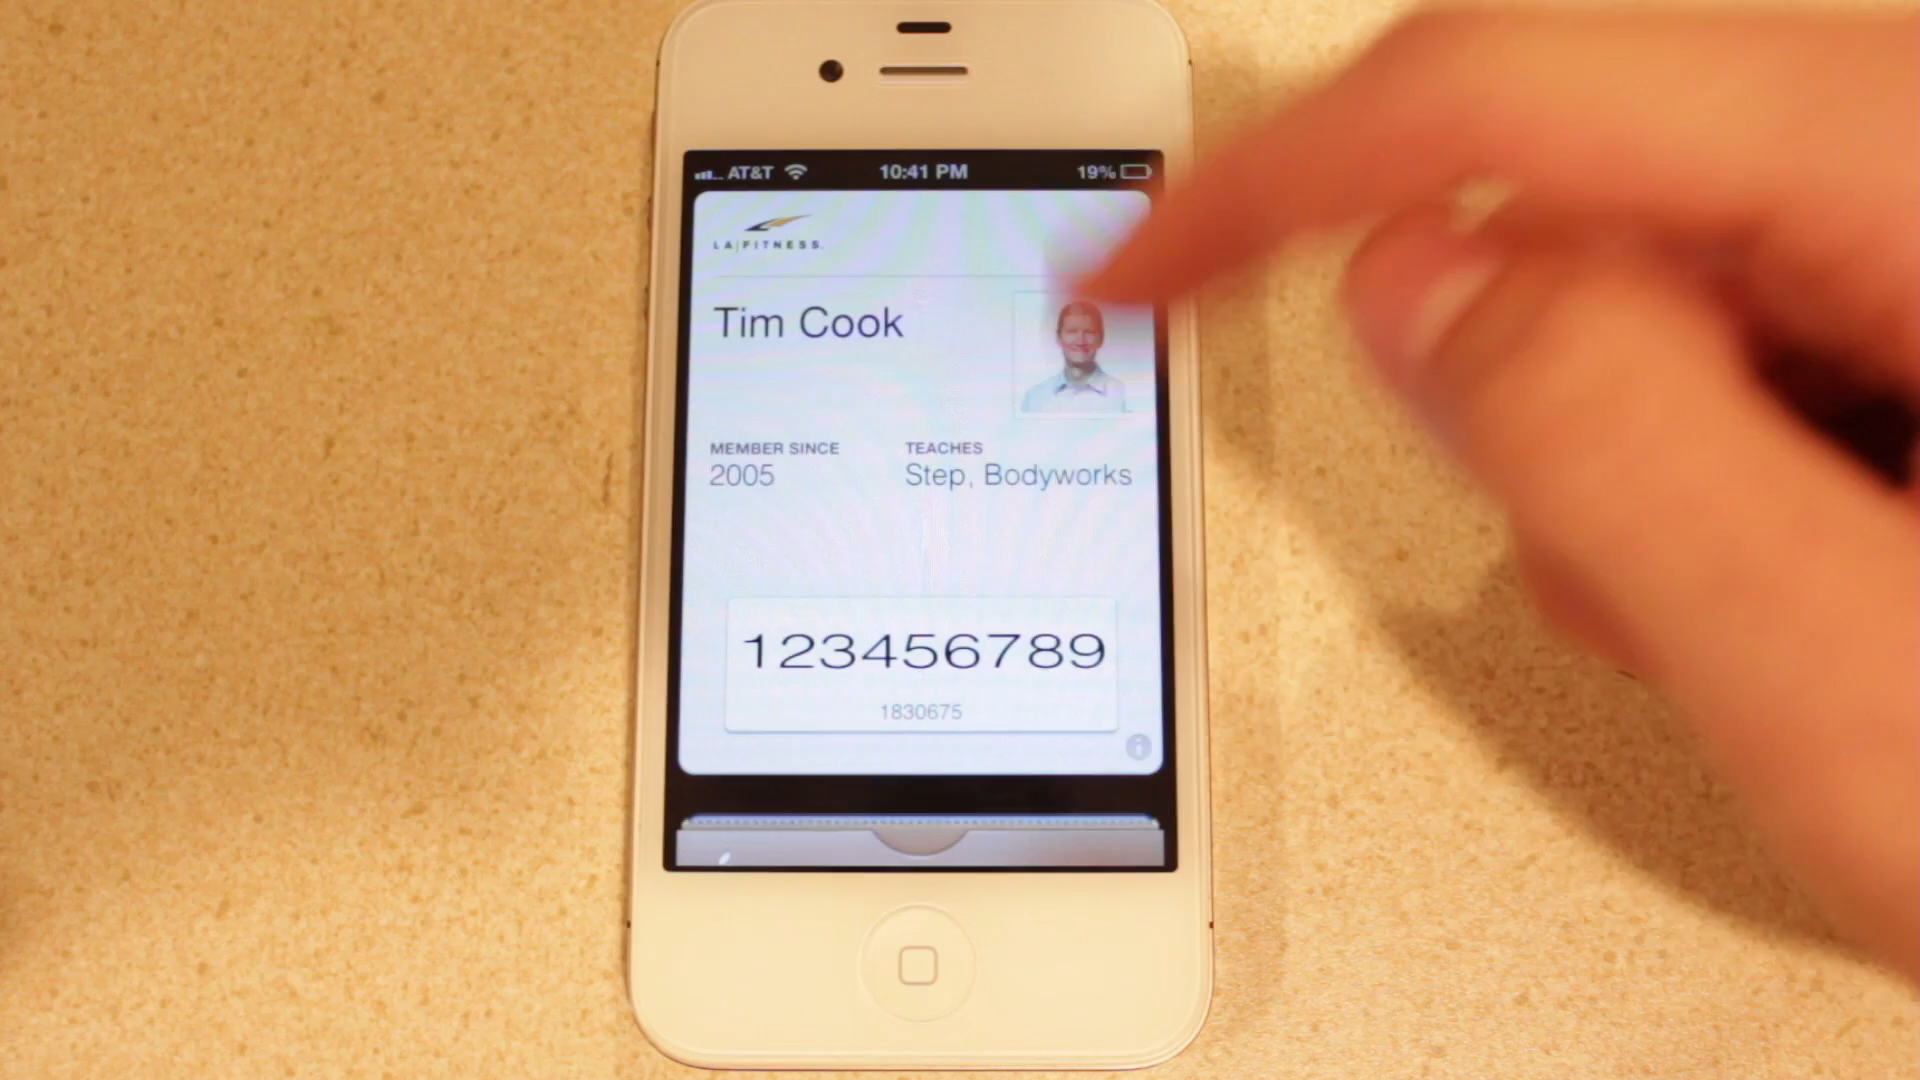 AT&T 10:41 PM 19%
LA|FITNESS.
Tim Cook
MEMBER SINCE TEACHES
2005 Step, Bodyworks
123456789
1830675